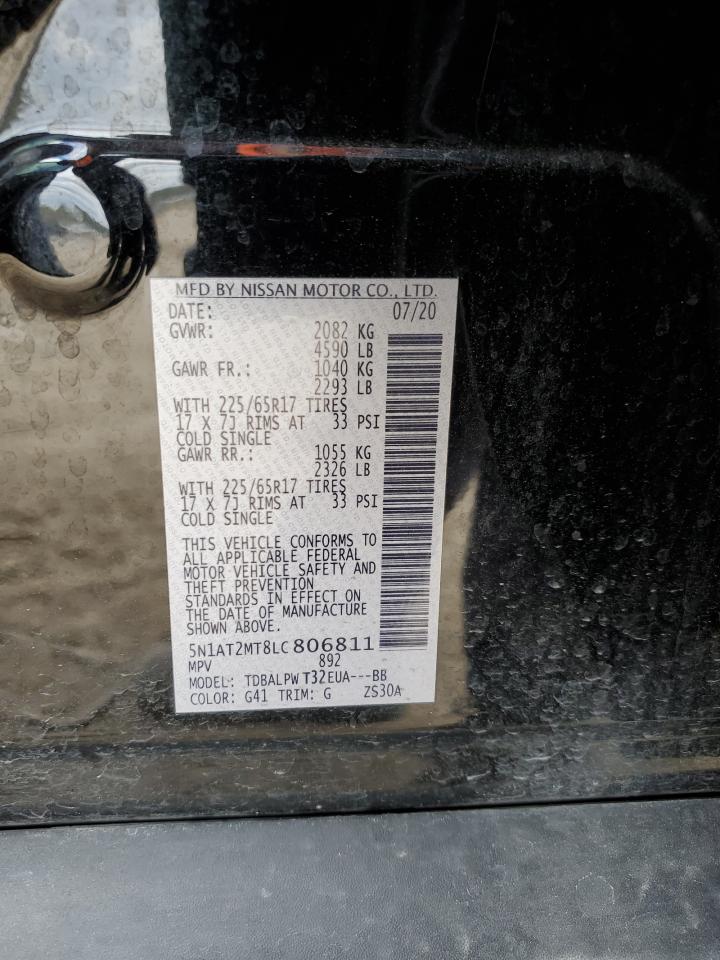 MFD BY NISSAN MOTOR CO., LTD.
DATE: 07/20
GVWR: 2082 KG
4590 LB
GAWR FR.: 1040 KG
2293 LB
WITH 225/65R17 TIRES
17 X 7J RIMS AT 33 PSI
COLD SINGLE
GAWR RR.: 1055 KG
2326 LB
WITH 225/65R17 TIRES
17 X 7J RIMS AT 33 PSI
COLD SINGLE
THIS VEHICLE CONFORMS TO
ALL APPLICABLE FEDERAL
MOTOR VEHICLE SAFETY AND
THEFT PREVENTION
STANDARDS IN EFFECT ON
THE DATE OF MANUFACTURE
SHOWN ABOVE.
5N1AT2MT8LC806811
MPV 892
MODEL: TDBALPW T32EUA---BB
COLOR: G41 TRIM: G ZS30A